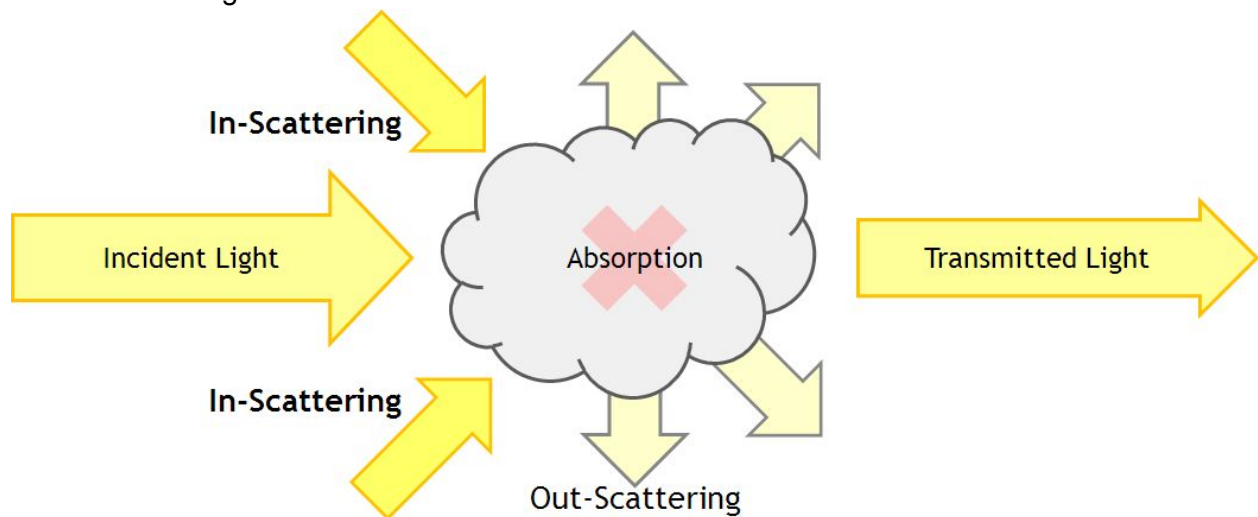 In-Scattering
Incident Light
Absorption
Transmitted Light
In-Scattering
Out-Scattering